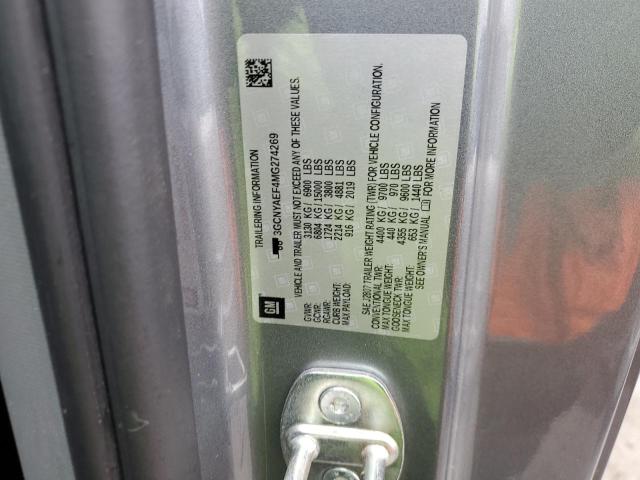 GM
TRAILERING INFORMATION
3GCNYAEF4MG274269
VEHICLE AND TRAILER MUST NOT EXCEED ANY OF THESE VALUES.
GVWR: 3130 KG/ 6900 LBS
GCWR: 6804 KG/ 15000 LBS
RGAWR: 1724 KG/ 3800 LBS
CURB WEIGHT: 2214 KG/ 4881 LBS
MAX PAYLOAD: 916 KG/ 2019 LBS
SAE J2807 TRAILER WEIGHT RATING (TWR) FOR VEHICLE CONFIGURATION.
CONVENTIONAL TWR: 4400 KG/ 9700 LBS
MAX TONGUE WEIGHT: 440 KG/ 970 LBS
GOOSENECK TWR: 4355 KG/ 9600 LBS
MAX TONGUE WEIGHT: 653 KG/ 1440 LBS
SEE OWNER'S MANUAL FOR MORE INFORMATION